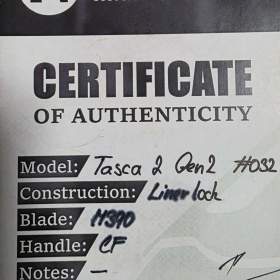 CERTIFICATE
OF AUTHENTICITY
Model: Tasca 2 Gen2 #032
Construction: Liner lock
Blade: M390
Handle: CF
Notes: —